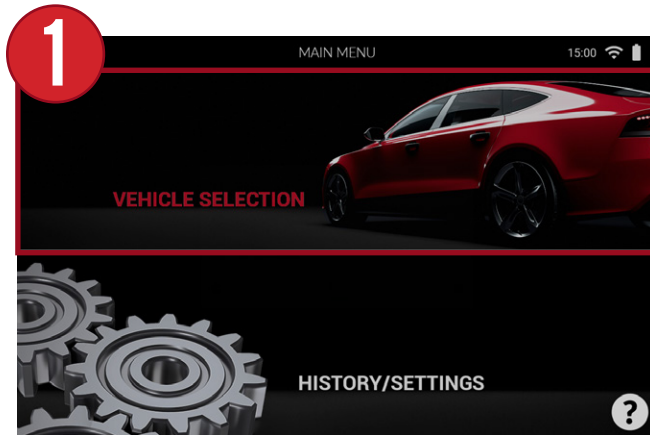 1
MAIN MENU
15:00
VEHICLE SELECTION
HISTORY/SETTINGS
?